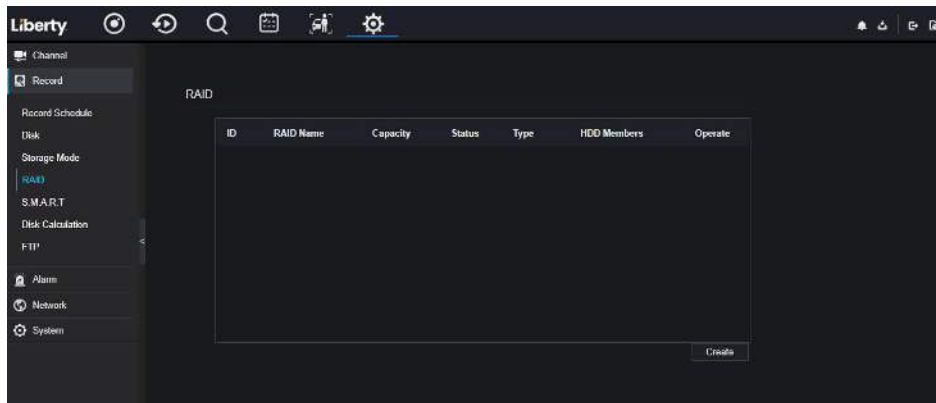 Liberty
Channel
Record
Record Schedule
Disk
Storage Mode
RAID
S.M.A.R.T
Disk Calculation
FTP
Alarm
Network
System
RAID
ID RAID Name Capacity Status Type HDD Members Operate
Create